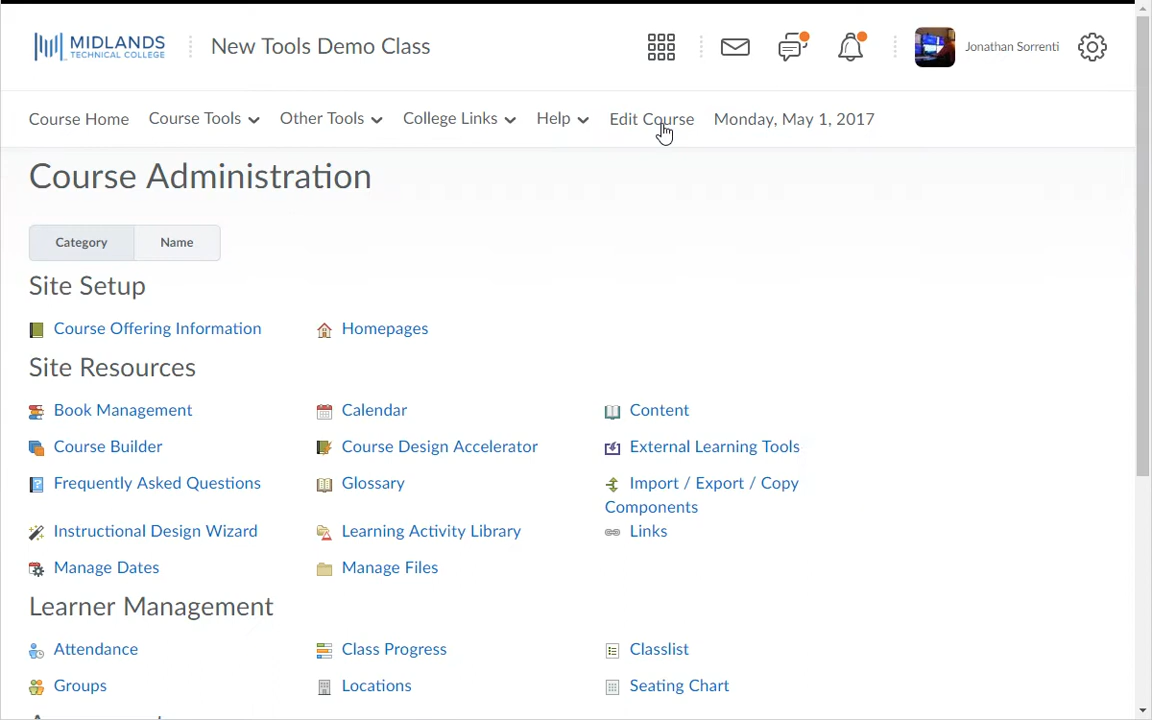 MIDLANDS
TECHNICAL COLLEGE
New Tools Demo Class
Jonathan Sorrenti
Course Home Course Tools Other Tools College Links Help Edit Course Monday, May 1, 2017
Course Administration
Category Name
Site Setup
Course Offering Information Homepages
Site Resources
Book Management Calendar Content
Course Builder Course Design Accelerator External Learning Tools
Frequently Asked Questions Glossary Import / Export / Copy
Components
Instructional Design Wizard Learning Activity Library Links
Manage Dates Manage Files
Learner Management
Attendance Class Progress Classlist
Groups Locations Seating Chart